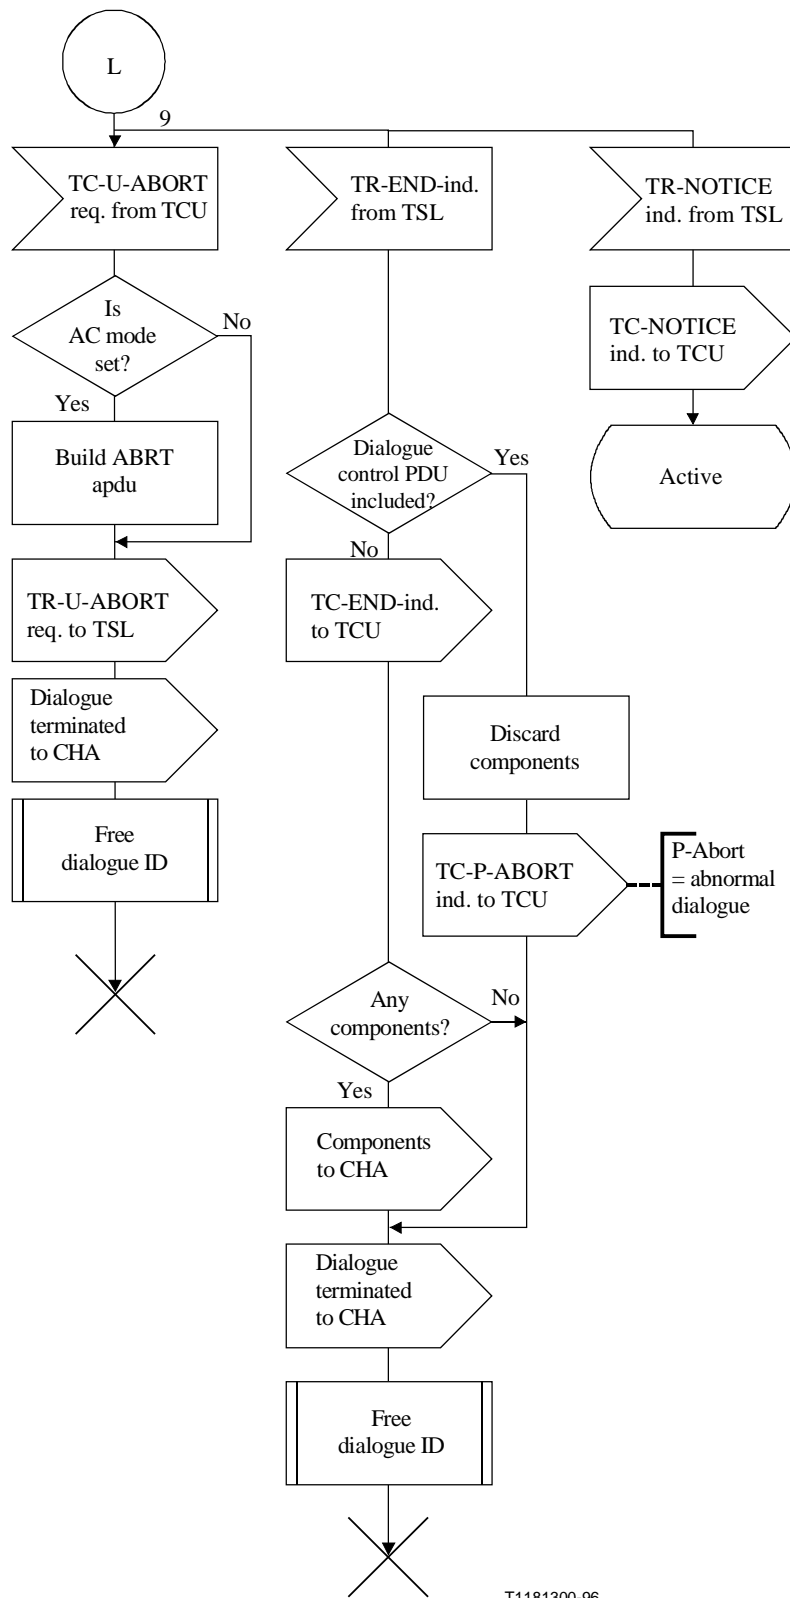 L
9
TC-U-ABORT
req. from TCU
TR-END-ind.
from TSL
TR-NOTICE
ind. from TSL
Is
AC mode
set?
No
Yes
TC-NOTICE
ind. to TCU
Build ABRT
apdu
Dialogue
control PDU
included?
Yes
No
Active
TR-U-ABORT
req. to TSL
TC-END-ind.
to TCU
Dialogue
terminated
to CHA
Discard
components
Free
dialogue ID
TC-P-ABORT
ind. to TCU
P-Abort
= abnormal
dialogue
Any
components?
No
Yes
Components
to CHA
Dialogue
terminated
to CHA
Free
dialogue ID
T1181300-96